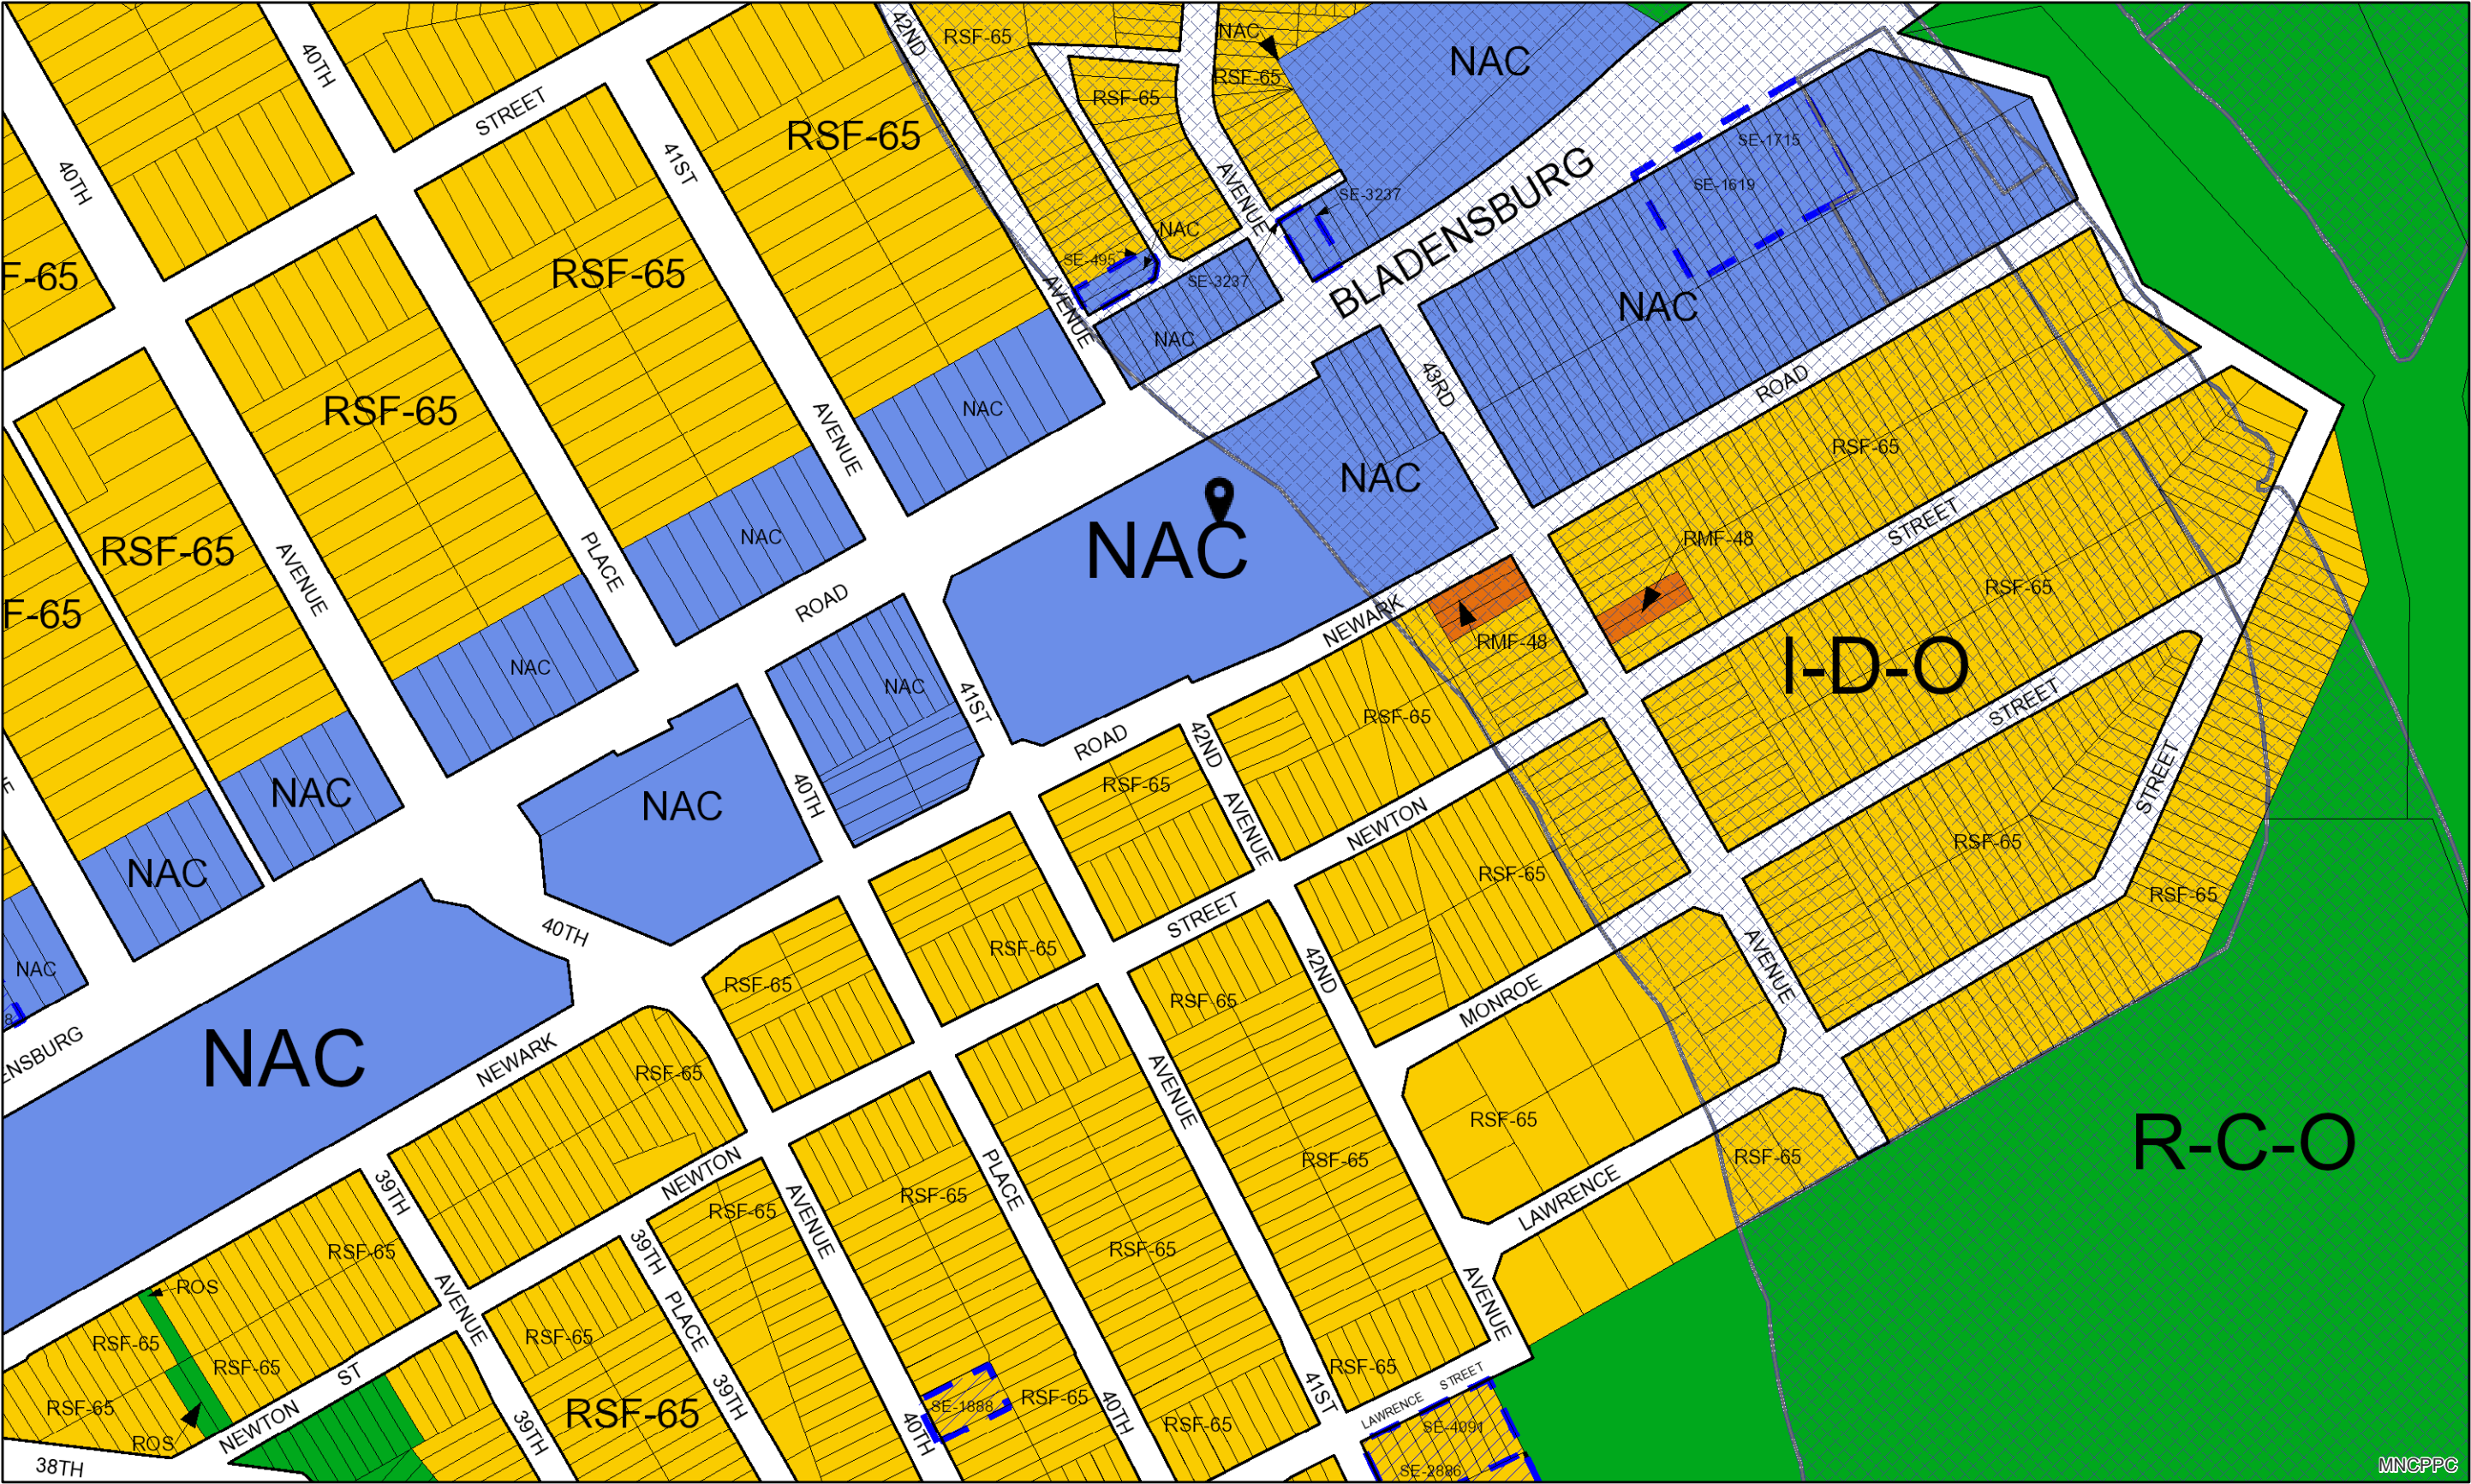 42ND
RSF-65
NAC
NAC
40TH
RSF-65
RSF-65
STREET
RSF-65
SE-1715
40TH
41ST
AVENUE
SE-3237
SE-1619
BLADENSBURG
NAC
F-65
RSF-65
SE-495
SE-3237
AVENUE
NAC
NAC
43RD
ROAD
RSF-65
NAC
AVENUE
RSF-65
NAC
RSF-65
AVENUE
PLACE
NAC
NAC
STREET
RMF-48
RSF-65
F-65
ROAD
NEWARK
RMF-48
I-D-O
NAC
NAC
41ST
RSF-65
STREET
ROAD
42ND
NAC
NAC
40TH
RSF-65
AVENUE
NEWTON
STREET
NAC
RSF-65
RSF-65
RSF-65
STREET
40TH
RSF-65
NAC
RSF-65
RSF-65
42ND
MONROE
AVENUE
8
ENSBURG
NAC
NEWARK
RSF-65
AVENUE
RSF-65
R-C-O
RSF-65
RSF-65
39TH
NEWTON
PLACE
RSF-65
LAWRENCE
RSF-65
AVENUE
39TH
RSF-65
RSF-65
ROS
AVENUE
PLACE
AVENUE
RSF-65
RSF-65
RSF-65
RSF-65
ST
39TH
LAWRENCE STREET
RSF-65
RSF-65
40TH
41ST
SE-1888
RSF-65
NEWTON
39TH
40TH
RSF-65
SE-4091
ROS
38TH
SE-2886
MNCPPC